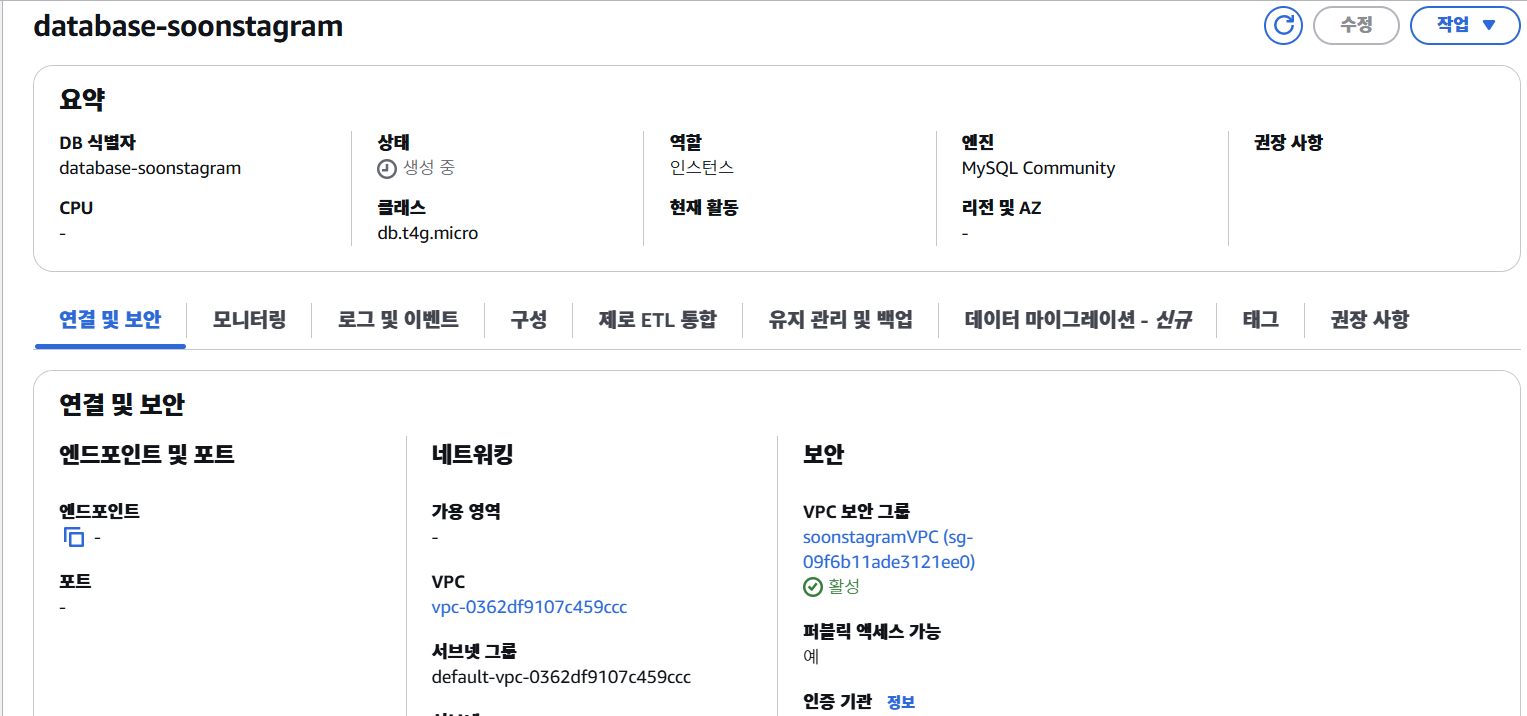 database-soonstagram
수정
작업
요약
DB 식별자
database-soonstagram
CPU
-
상태
생성 중
클래스
db.t4g.micro
역할
인스턴스
현재 활동
엔진
MySQL Community
리전 및 AZ
-
권장 사항
연결 및 보안 모니터링 로그 및 이벤트 구성 제로 ETL 통합 유지 관리 및 백업 데이터 마이그레이션 - 신규 태그 권장 사항
연결 및 보안
엔드포인트 및 포트
엔드포인트
-
포트
-
네트워킹
가용 영역
-
VPC
vpc-0362df9107c459ccc
서브넷 그룹
default-vpc-0362df9107c459ccc
보안
VPC 보안 그룹
soonstagramVPC (sg-
09f6b11ade3121ee0)
활성
퍼블릭 액세스 가능
예
인증 기관 정보